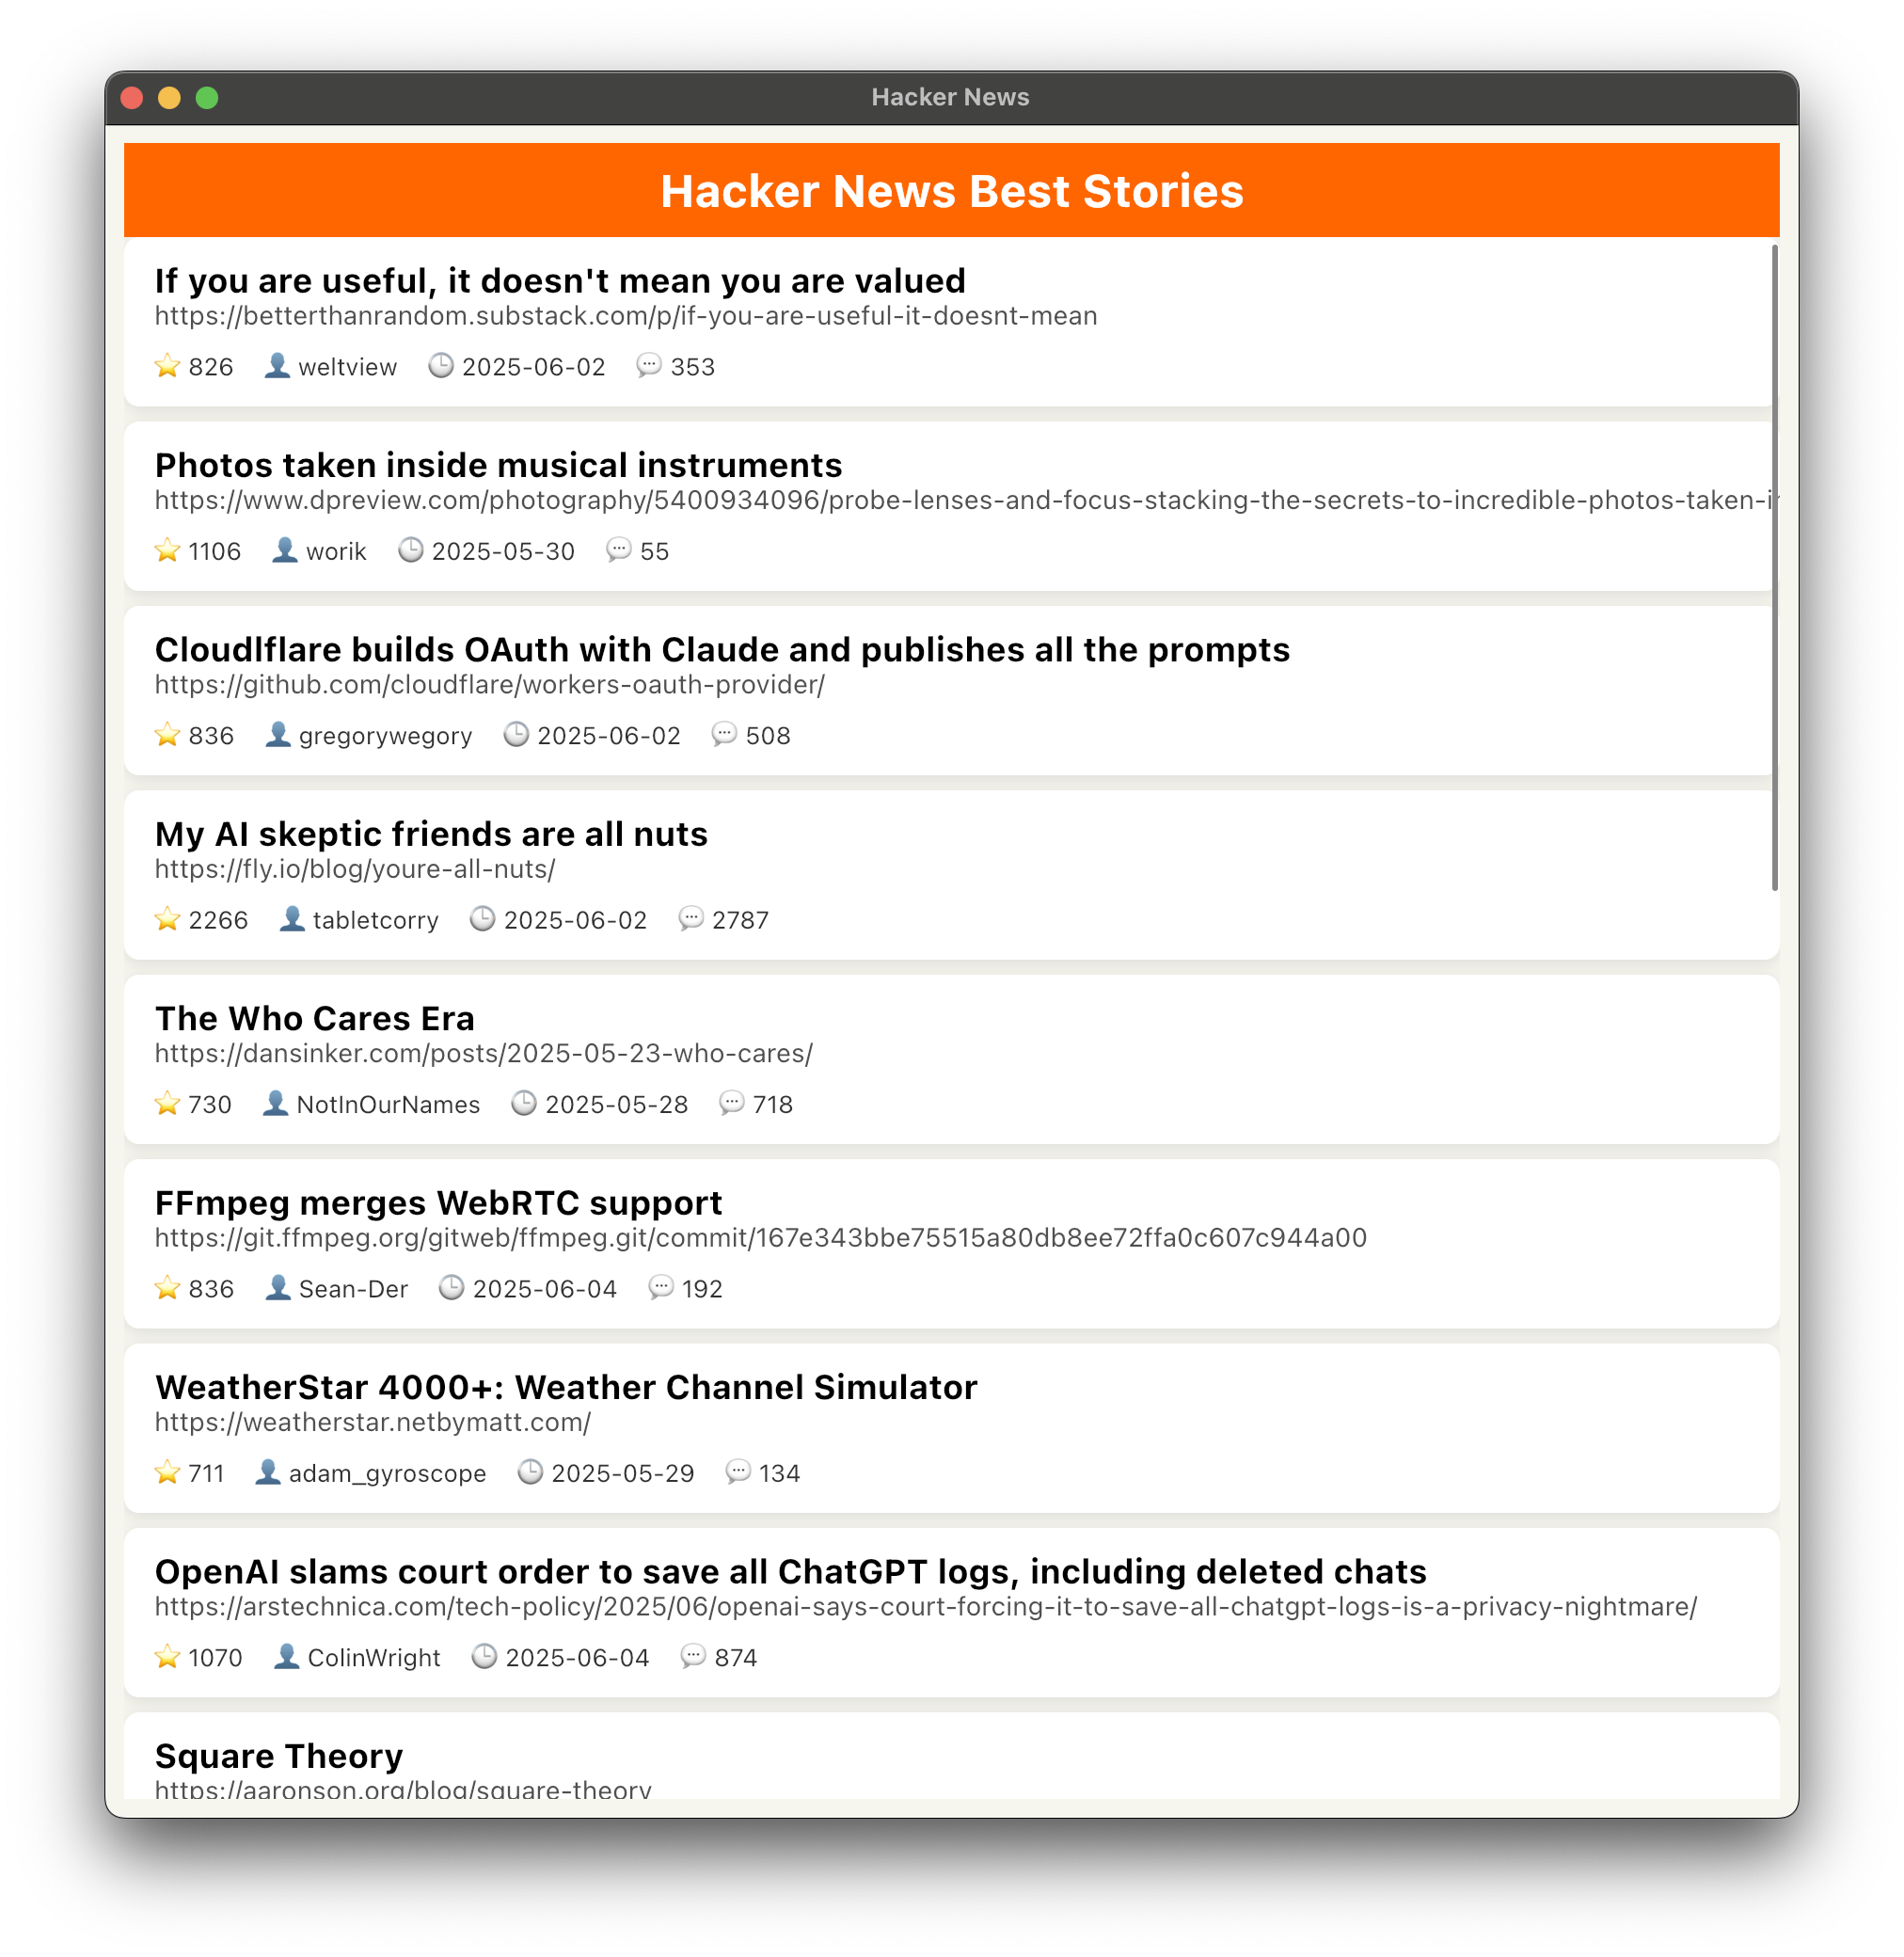 Hacker News
Hacker News Best Stories
If you are useful, it doesn't mean you are valued
https://betterthanrandom.substack.com/p/if-you-are-useful-it-doesnt-mean
826 weltview 2025-06-02 353
Photos taken inside musical instruments
https://www.dpreview.com/photography/5400934096/probe-lenses-and-focus-stacking-the-secrets-to-incredible-photos-taken-i
1106 worik 2025-05-30 55
Cloudlflare builds OAuth with Claude and publishes all the prompts
https://github.com/cloudflare/workers-oauth-provider/
836 gregorywegory 2025-06-02 508
My AI skeptic friends are all nuts
https://fly.io/blog/youre-all-nuts/
2266 tabletcorry 2025-06-02 2787
The Who Cares Era
https://dansinker.com/posts/2025-05-23-who-cares/
730 NotInOurNames 2025-05-28 718
FFmpeg merges WebRTC support
https://git.ffmpeg.org/gitweb/ffmpeg.git/commit/167e343bbe75515a80db8ee72ffa0c607c944a00
836 Sean-Der 2025-06-04 192
WeatherStar 4000+: Weather Channel Simulator
https://weatherstar.netbymatt.com/
711 adam_gyroscope 2025-05-29 134
OpenAI slams court order to save all ChatGPT logs, including deleted chats
https://arstechnica.com/tech-policy/2025/06/openai-says-court-forcing-it-to-save-all-chatgpt-logs-is-a-privacy-nightmare/
1070 ColinWright 2025-06-04 874
Square Theory
https://aaronson.org/blog/square-theory